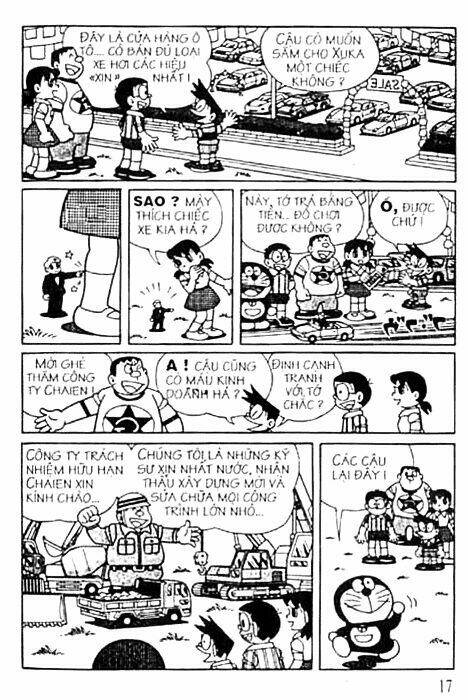 ĐÂY LÀ CỬA HÀNG Ô
TÔ.... CÓ BÁN ĐỦ LOẠI
XE HƠI CÁC HIỆU
«XỊN» NHẤT !
CẬU CÓ MUỐN
SẮM CHO XUKA
MỘT CHIẾC
KHÔNG ?
SALE
SAO ? MÀY
THÍCH CHIẾC
XE KIA HẢ ?
NÀY, TỚ TRẢ BẰNG
TIỀN... ĐỒ CHƠI
ĐƯỢC KHÔNG ?
Ồ, ĐƯỢC
CHỨ !
MỜI GHÉ
THĂM CÔNG
TY CHAIEN !
A ! CẬU CŨNG
CÓ MÁU KINH
DOANH HẢ ?
ĐỊNH CẠNH
TRANH
VỚI TỚ
CHẮC ?
CÔNG TY TRÁCH
NHIỆM HỮU HẠN
CHAIEN XIN
KÍNH CHÀO...
CHÚNG TÔI LÀ NHỮNG KỸ
SƯ XỊN NHẤT NƯỚC, NHẬN
THẦU XÂY DỰNG MỚI VÀ
SỬA CHỮA MỌI CÔNG
TRÌNH LỚN NHỎ...
CÁC CẬU
LẠI ĐÂY !
17